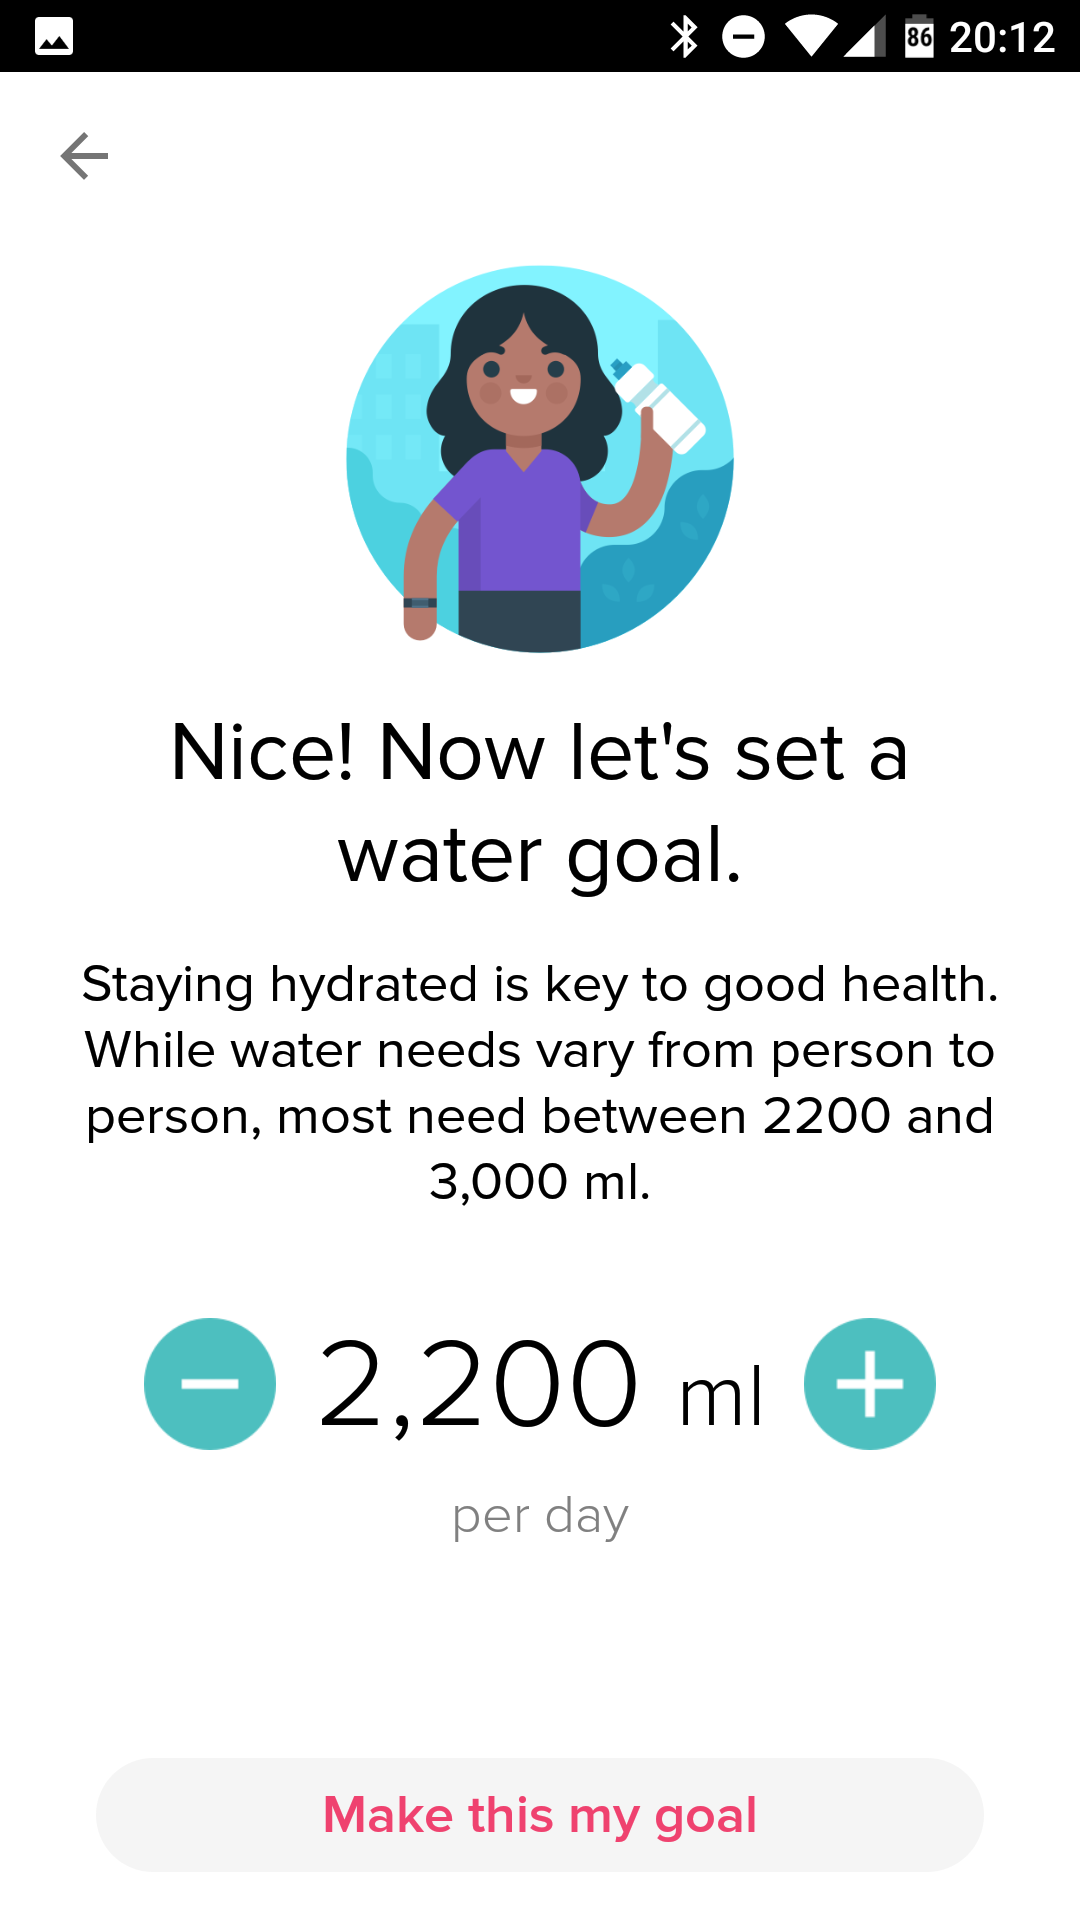 86 20:12
Nice! Now let's set a
water goal.
Staying hydrated is key to good health.
While water needs vary from person to
person, most need between 2200 and
3,000 ml.
2,200 ml
per day
Make this my goal